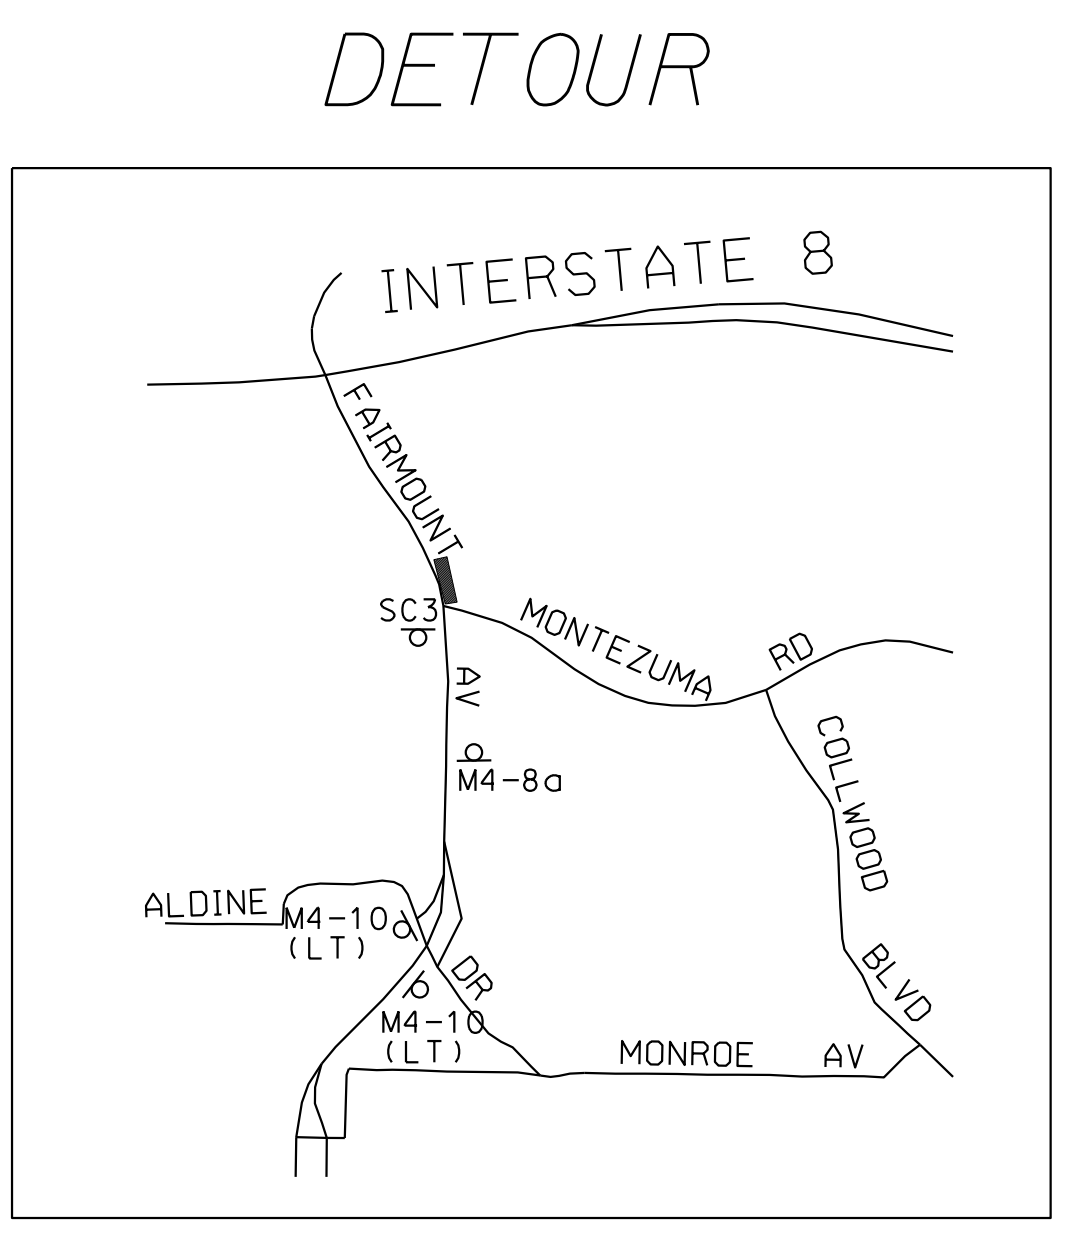 DETOUR
INTERSTATE 8
FAIRMOUNT
SC3
MONTEZUMA
RD
AV
M4-8a
COLLWOOD
ALDINE
M4-10
(LT)
DR
BLVD
M4-10
(LT)
MONROE AV